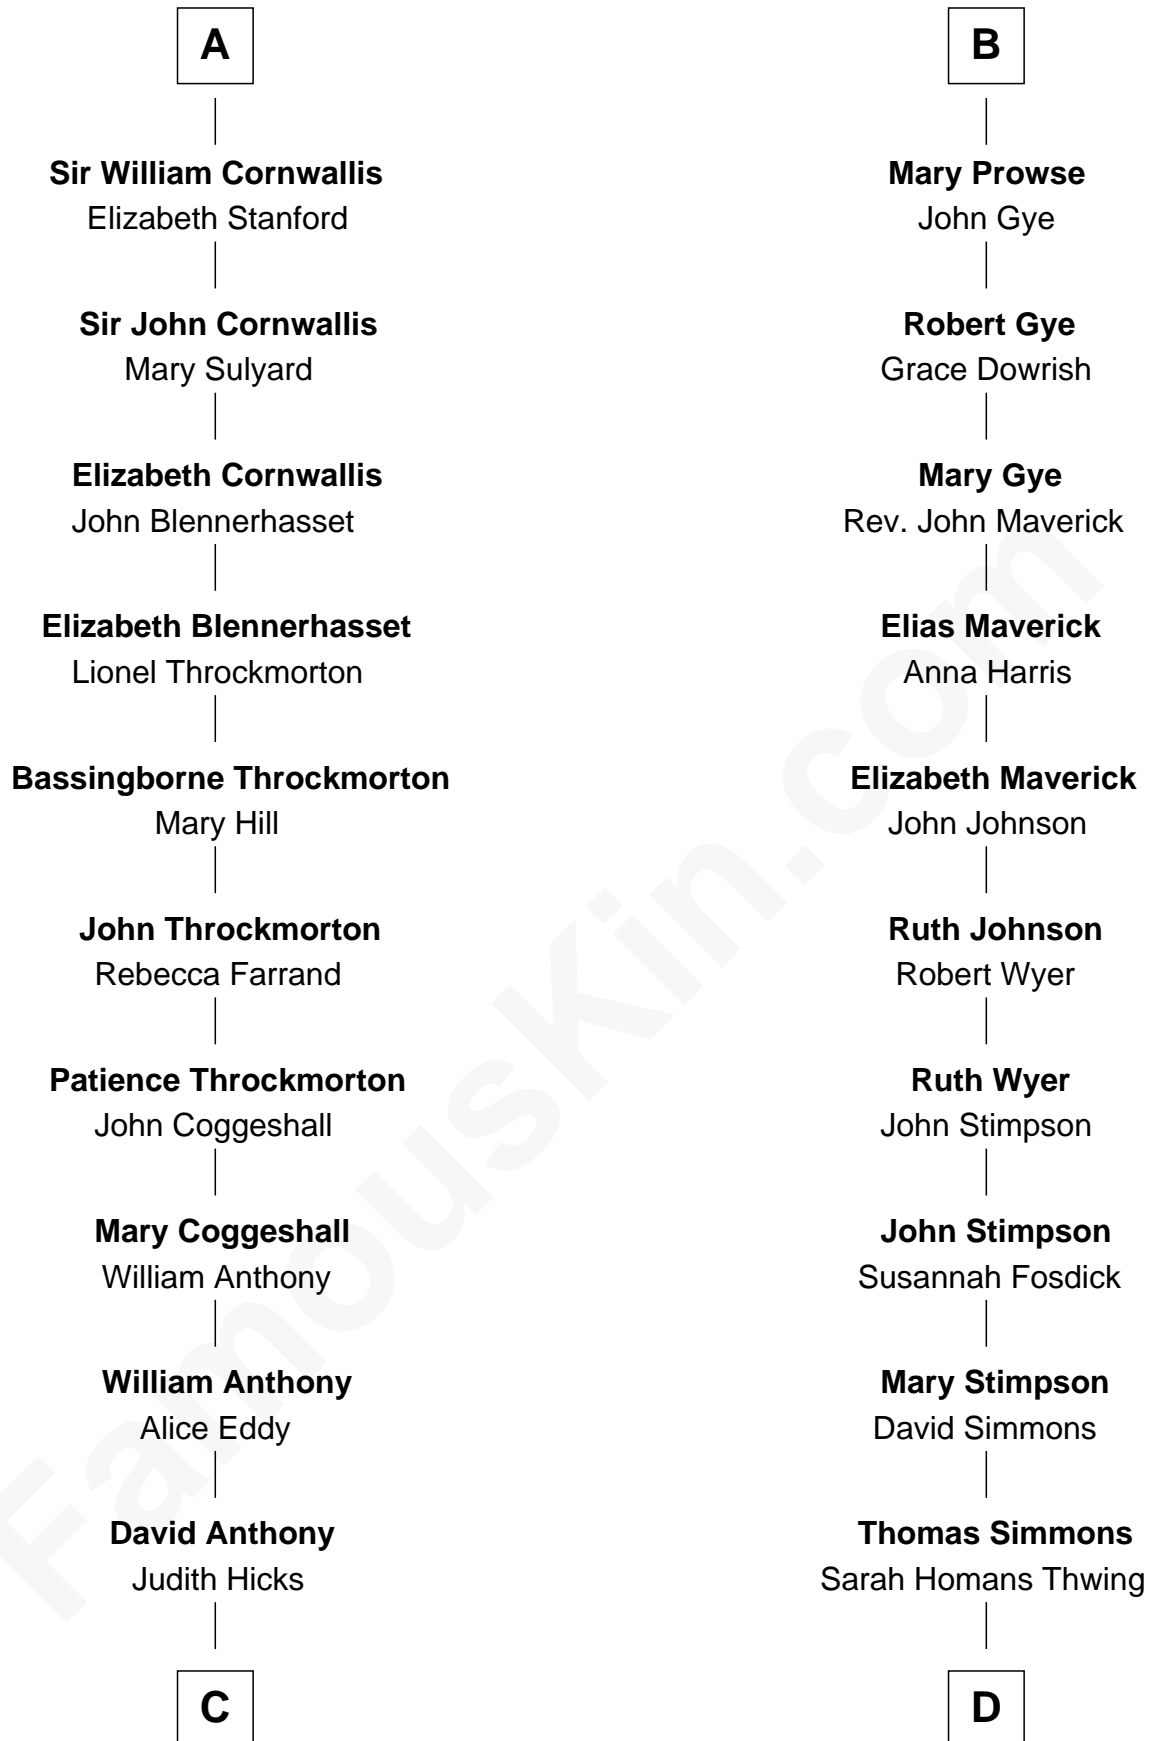 A
Sir William Cornwallis
Elizabeth Stanford
Sir John Cornwallis
Mary Sulyard
Elizabeth Cornwallis
John Blennerhasset
Elizabeth Blennerhasset
Lionel Throckmorton
Bassingborne Throckmorton
Mary Hill
John Throckmorton
Rebecca Farrand
Patience Throckmorton
John Coggeshall
Mary Coggeshall
William Anthony
William Anthony
Alice Eddy
David Anthony
Judith Hicks
C
B
Mary Prowse
John Gye
Robert Gye
Grace Dowrish
Mary Gye
Rev. John Maverick
Elias Maverick
Anna Harris
Elizabeth Maverick
John Johnson
Ruth Johnson
Robert Wyer
Ruth Wyer
John Stimpson
John Stimpson
Susannah Fosdick
Mary Stimpson
David Simmons
Thomas Simmons
Sarah Homans Thwing
D
FamousKin.com